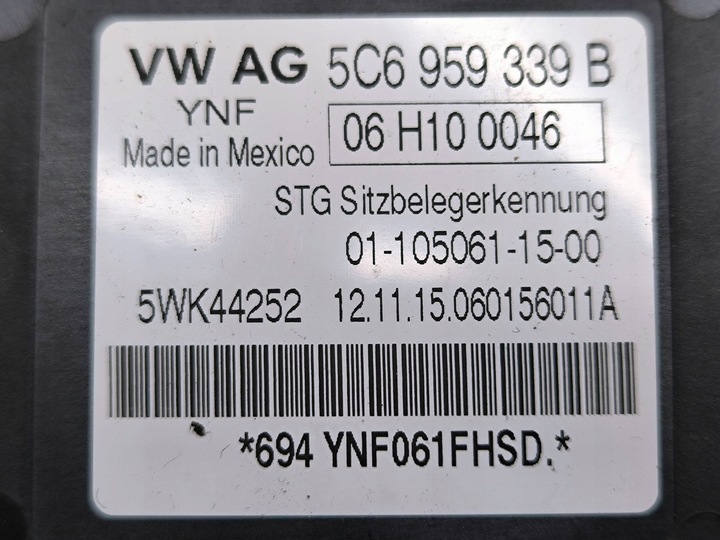 VW AG 5C6 959 339 B
YNF 06 H10 0046
Made in Mexico
STG Sitzbelegerkennung
01-105061-15-00
5WK44252 12.11.15.060156011A
*694 YNF061FHSD.*